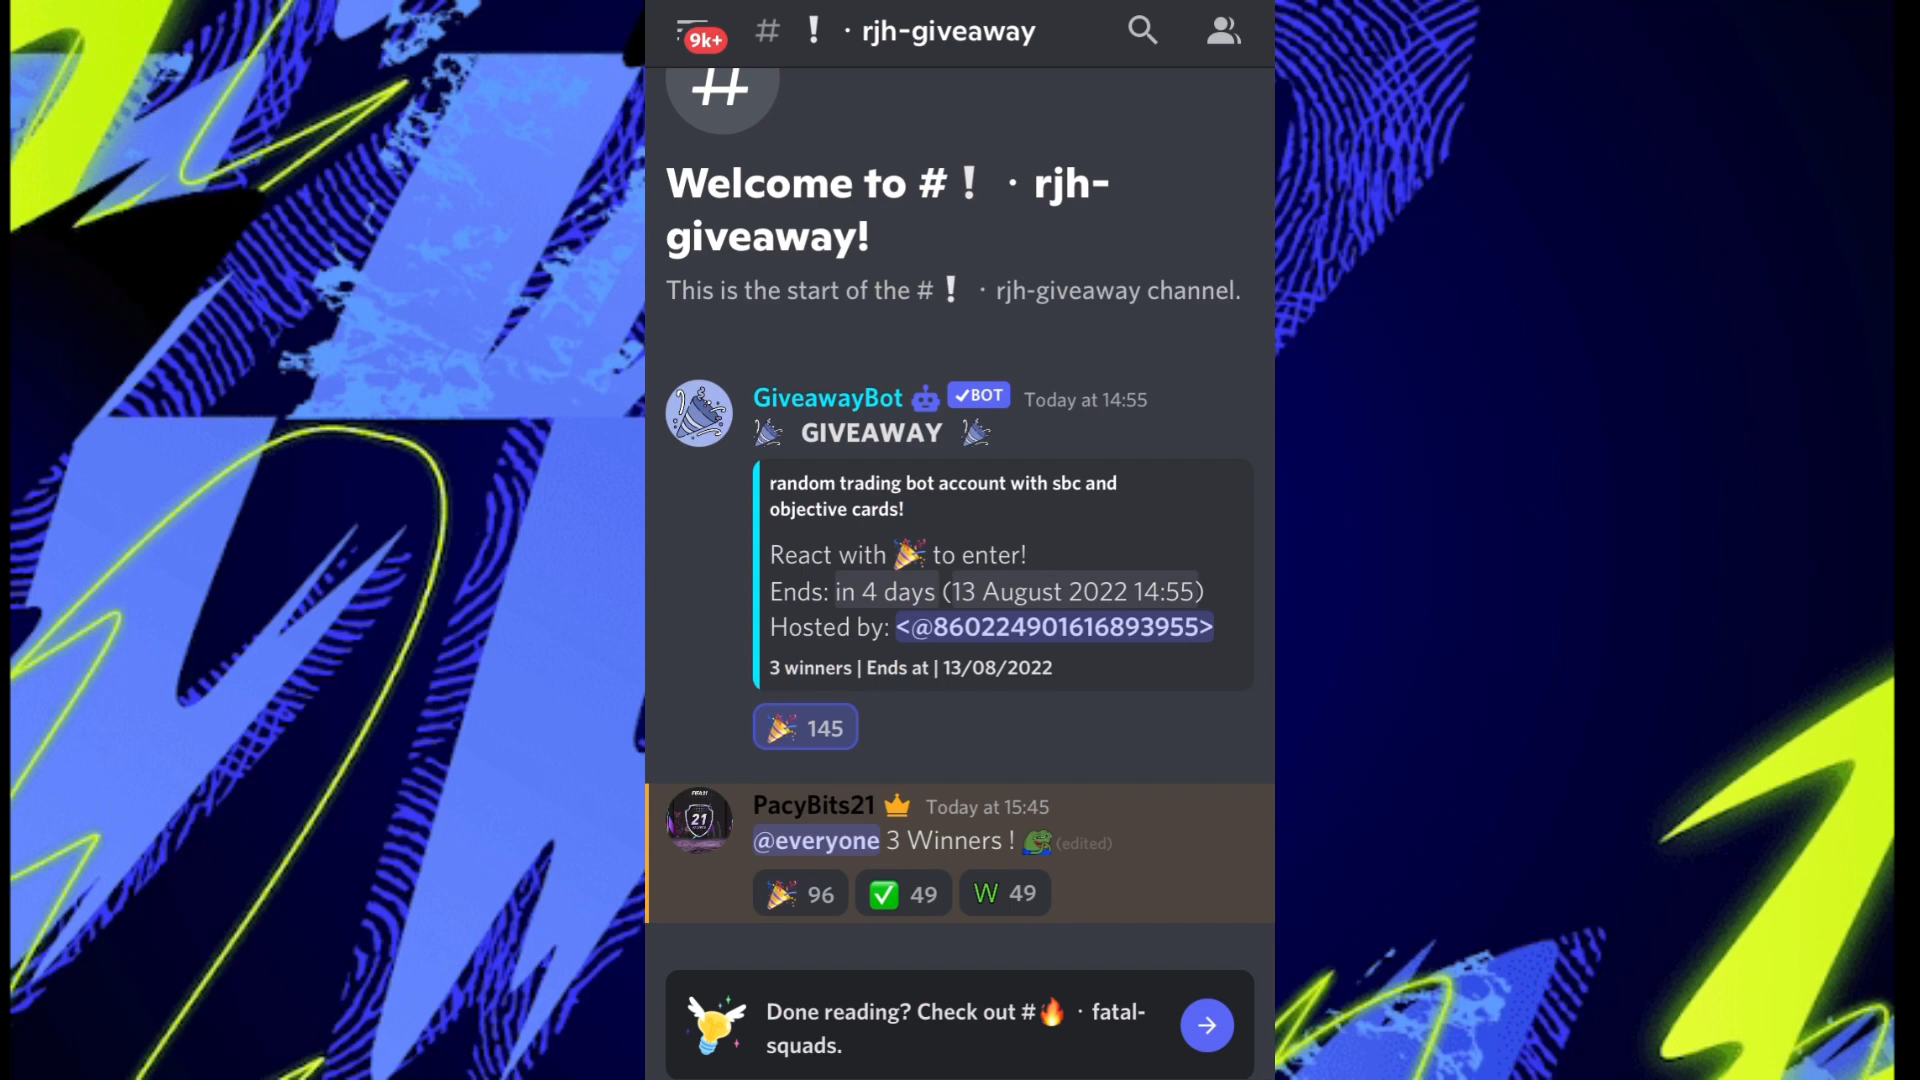 9k+ # ❗ · rjh-giveaway
#
Welcome to #❗ · rjh-
giveaway!
This is the start of the #❗ · rjh-giveaway channel.
GiveawayBot ✓BOT Today at 14:55
🎉 GIVEAWAY 🎉
random trading bot account with sbc and
objective cards!
React with 🎉 to enter!
Ends: in 4 days (13 August 2022 14:55)
Hosted by: <@860224901616893955>
3 winners | Ends at | 13/08/2022
🎉 145
PacyBits21 Today at 15:45
21
@everyone 3 Winners ! (edited)
🎉 96 ✅ 49 W 49
Done reading? Check out #🔥 · fatal-
squads.